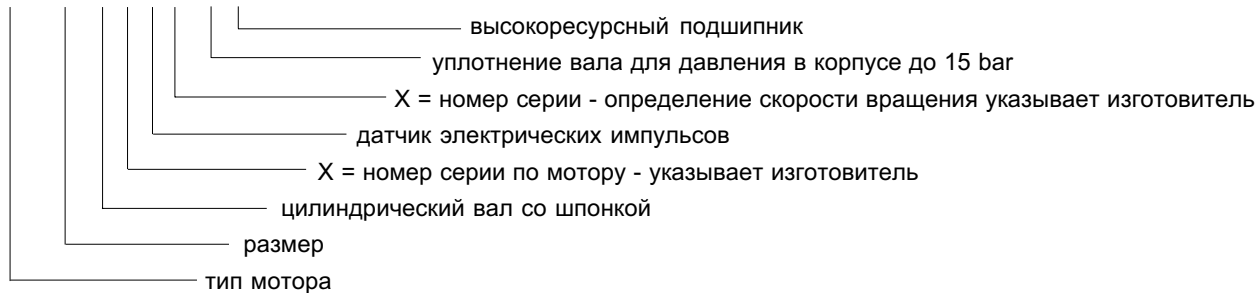 высокоресурсный подшипник
уплотнение вала для давления в корпусе до 15 bar
X = номер серии - определение скорости вращения указывает изготовитель
датчик электрических импульсов
X = номер серии по мотору - указывает изготовитель
цилиндрический вал со шпонкой
размер
тип мотора